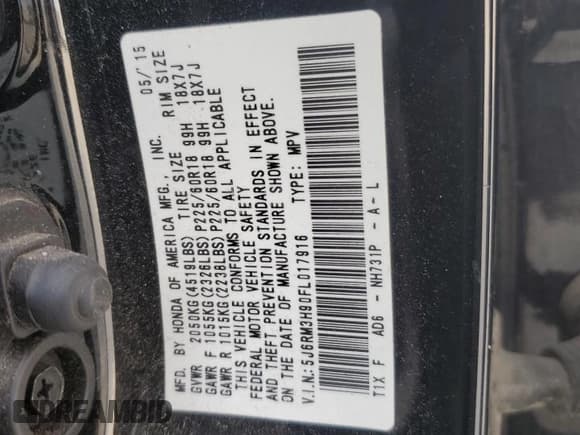 MFD. BY HONDA OF AMERICA MFG., INC. 05/'15
GVWR 2050KG(4519LBS) TIRE SIZE RIM SIZE
GAWR F 1055KG(2326LBS) P225/60R18 99H 18X7J
GAWR R 1015KG(2238LBS) P225/60R18 99H 18X7J
THIS VEHICLE CONFORMS TO ALL APPLICABLE
FEDERAL MOTOR VEHICLE SAFETY
AND THEFT PREVENTION STANDARDS IN EFFECT
ON THE DATE OF MANUFACTURE SHOWN ABOVE.
V.I.N.:5J6RM3H90FL017916 TYPE: MPV
TIX F AD6 - NH731P - A - L
DREAMBID